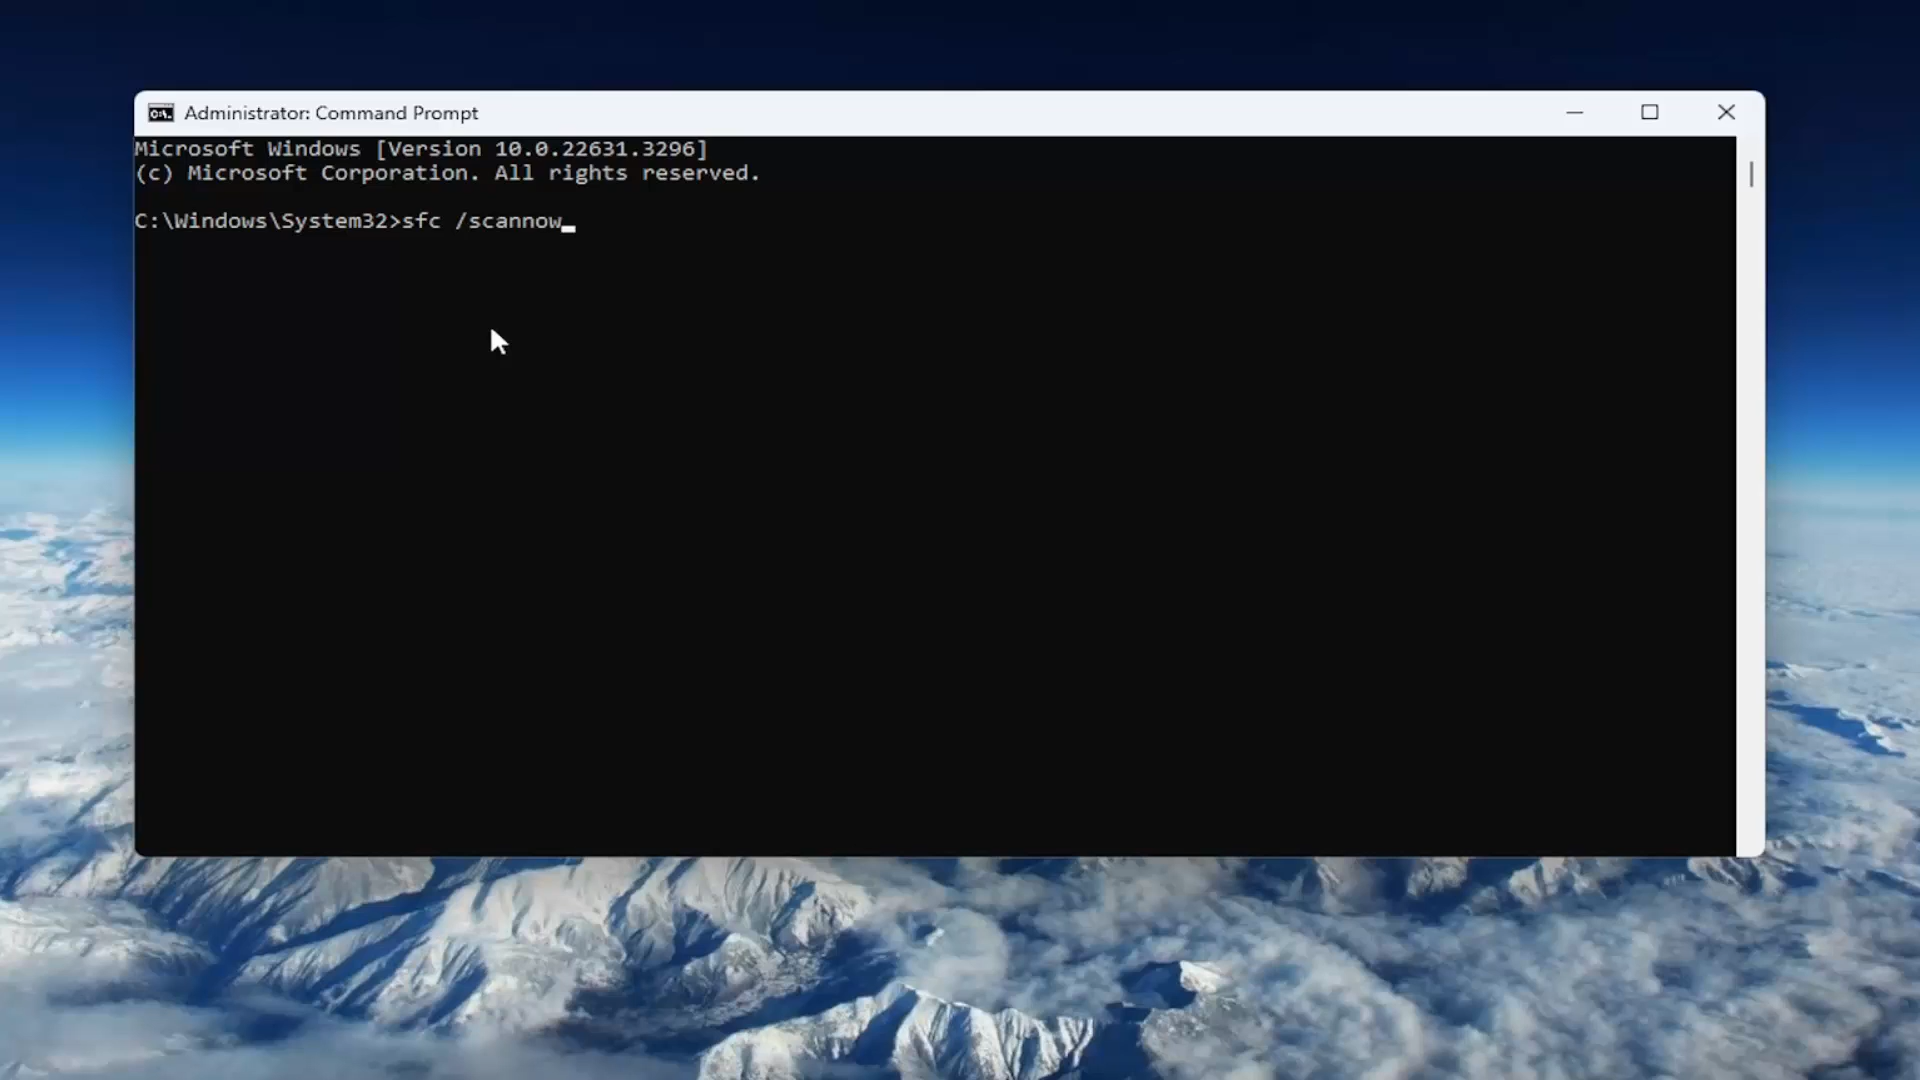 Administrator: Command Prompt
Microsoft Windows [Version 10.0.22631.3296]
(c) Microsoft Corporation. All rights reserved.
C:\Windows\System32>sfc /scannow